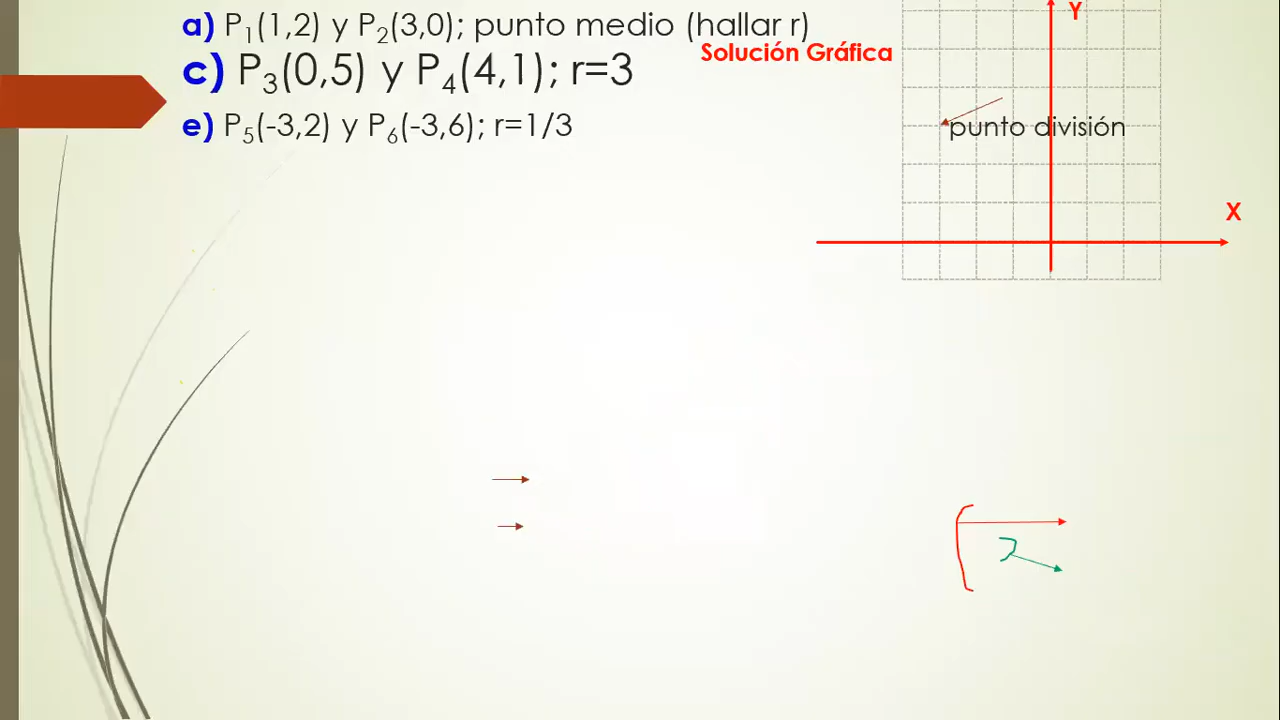 a) P₁(1,2) y P₂(3,0); punto medio (hallar r)
Solución Gráfica
c) P₃(0,5) y P₄(4,1); r=3
e) P₅(-3,2) y P₆(-3,6); r=1/3
Y
punto división
X